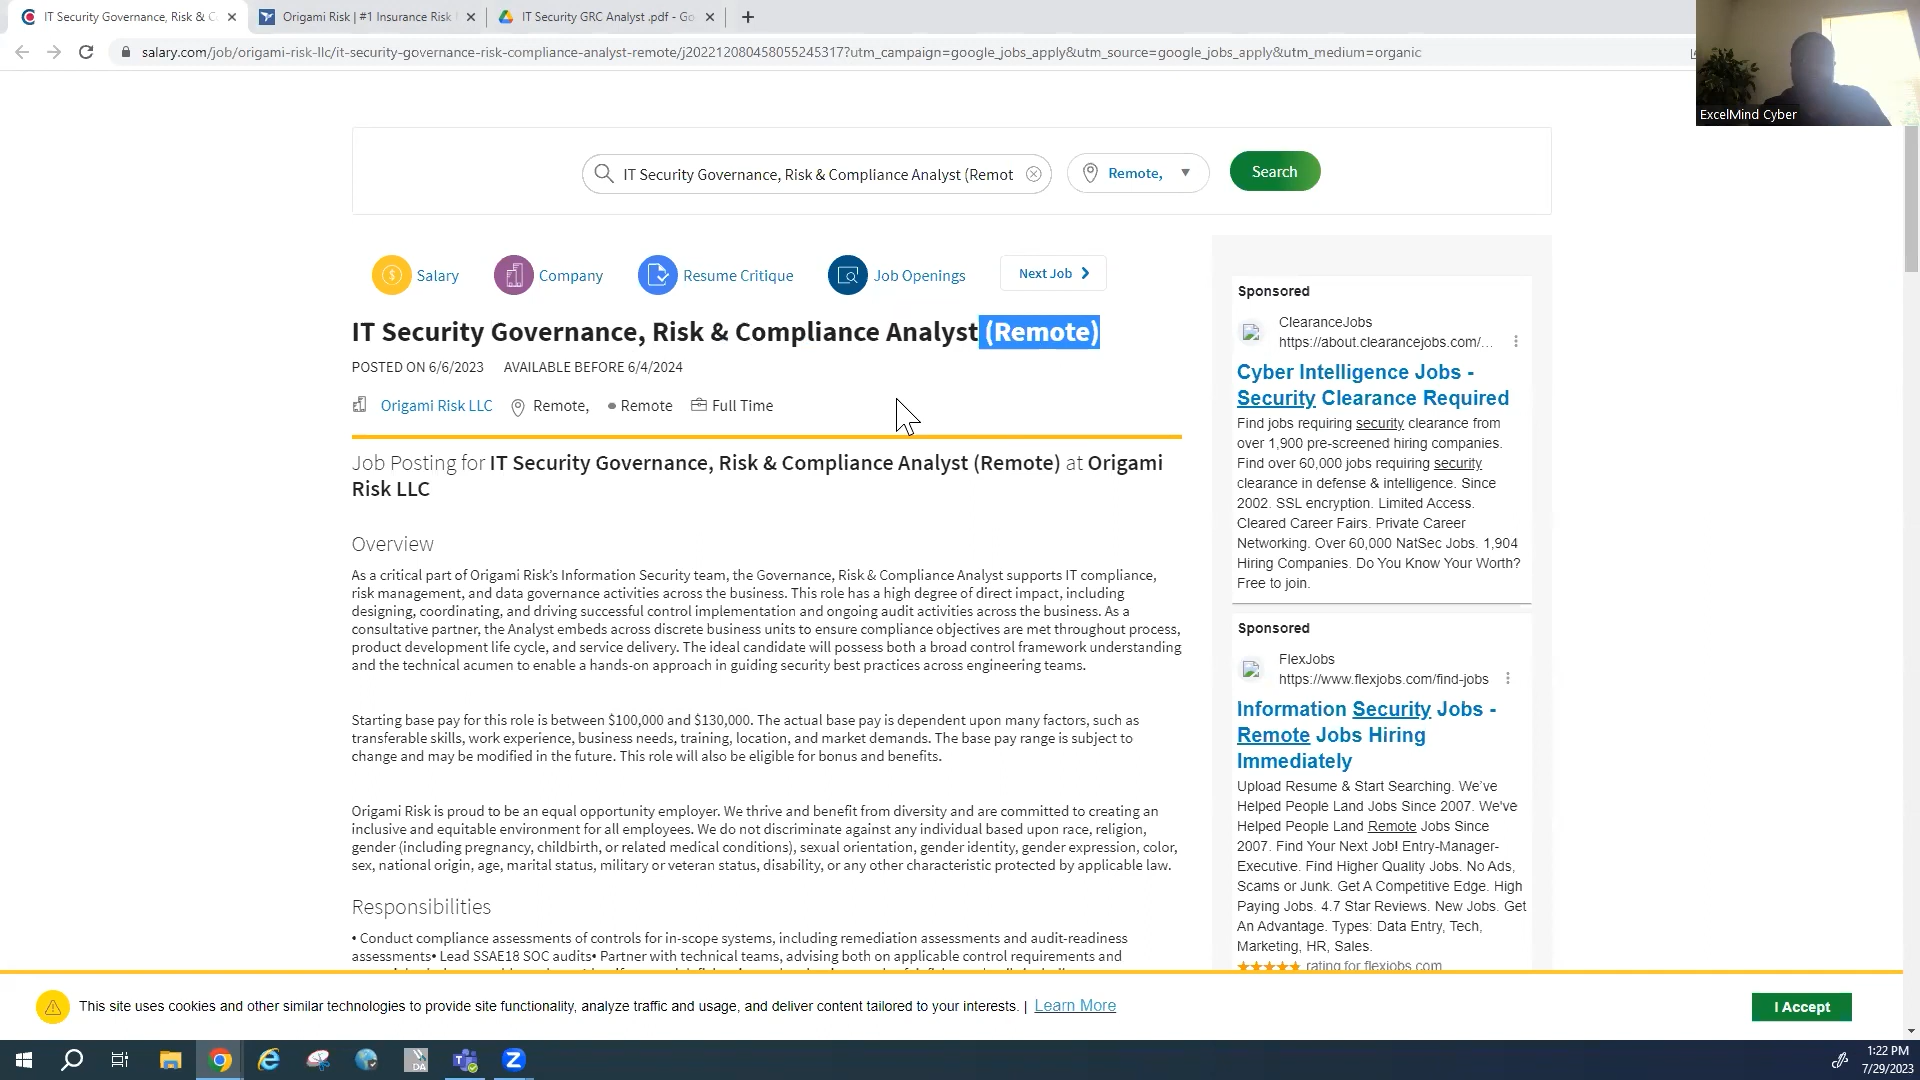 IT Security Governance, Risk & C
Origami Risk | #1 Insurance Risk
IT Security GRC Analyst .pdf - Go
salary.com/job/origami-risk-llc/it-security-governance-risk-compliance-analyst-remote/j202212080458055245317?utm_campaign=google_jobs_apply&utm_source=google_jobs_apply&utm_medium=organic
ExcelMind Cyber
IT Security Governance, Risk & Compliance Analyst (Remot
Remote,
Search
Salary
Company
Resume Critique
Job Openings
Next Job
IT Security Governance, Risk & Compliance Analyst (Remote)
POSTED ON 6/6/2023 AVAILABLE BEFORE 6/4/2024
Origami Risk LLC Remote, Remote Full Time
Job Posting for IT Security Governance, Risk & Compliance Analyst (Remote) at Origami
Risk LLC
Overview
As a critical part of Origami Risk's Information Security team, the Governance, Risk & Compliance Analyst supports IT compliance,
risk management, and data governance activities across the business. This role has a high degree of direct impact, including
designing, coordinating, and driving successful control implementation and ongoing audit activities across the business. As a
consultative partner, the Analyst embeds across discrete business units to ensure compliance objectives are met throughout process,
product development life cycle, and service delivery. The ideal candidate will possess both a broad control framework understanding
and the technical acumen to enable a hands-on approach in guiding security best practices across engineering teams.
Starting base pay for this role is between $100,000 and $130,000. The actual base pay is dependent upon many factors, such as
transferable skills, work experience, business needs, training, location, and market demands. The base pay range is subject to
change and may be modified in the future. This role will also be eligible for bonus and benefits.
Origami Risk is proud to be an equal opportunity employer. We thrive and benefit from diversity and are committed to creating an
inclusive and equitable environment for all employees. We do not discriminate against any individual based upon race, religion,
gender (including pregnancy, childbirth, or related medical conditions), sexual orientation, gender identity, gender expression, color,
sex, national origin, age, marital status, military or veteran status, disability, or any other characteristic protected by applicable law.
Responsibilities
• Conduct compliance assessments of controls for in-scope systems, including remediation assessments and audit-readiness
assessments• Lead SSAE18 SOC audits• Partner with technical teams, advising both on applicable control requirements and
Sponsored
ClearanceJobs
https://about.clearancejobs.com/...
Cyber Intelligence Jobs -
Security Clearance Required
Find jobs requiring security clearance from
over 1,900 pre-screened hiring companies.
Find over 60,000 jobs requiring security
clearance in defense & intelligence. Since
2002. SSL encryption. Limited Access.
Cleared Career Fairs. Private Career
Networking. Over 60,000 NatSec Jobs. 1,904
Hiring Companies. Do You Know Your Worth?
Free to join.
Sponsored
FlexJobs
https://www.flexjobs.com/find-jobs
Information Security Jobs -
Remote Jobs Hiring
Immediately
Upload Resume & Start Searching. We've
Helped People Land Jobs Since 2007. We've
Helped People Land Remote Jobs Since
2007. Find Your Next Job! Entry-Manager-
Executive. Find Higher Quality Jobs. No Ads,
Scams or Junk. Get A Competitive Edge. High
Paying Jobs. 4.7 Star Reviews. New Jobs. Get
An Advantage. Types: Data Entry, Tech,
Marketing, HR, Sales.
rating for flexjobs.com
This site uses cookies and other similar technologies to provide site functionality, analyze traffic and usage, and deliver content tailored to your interests. | Learn More
I Accept
1:22 PM
7/29/2023